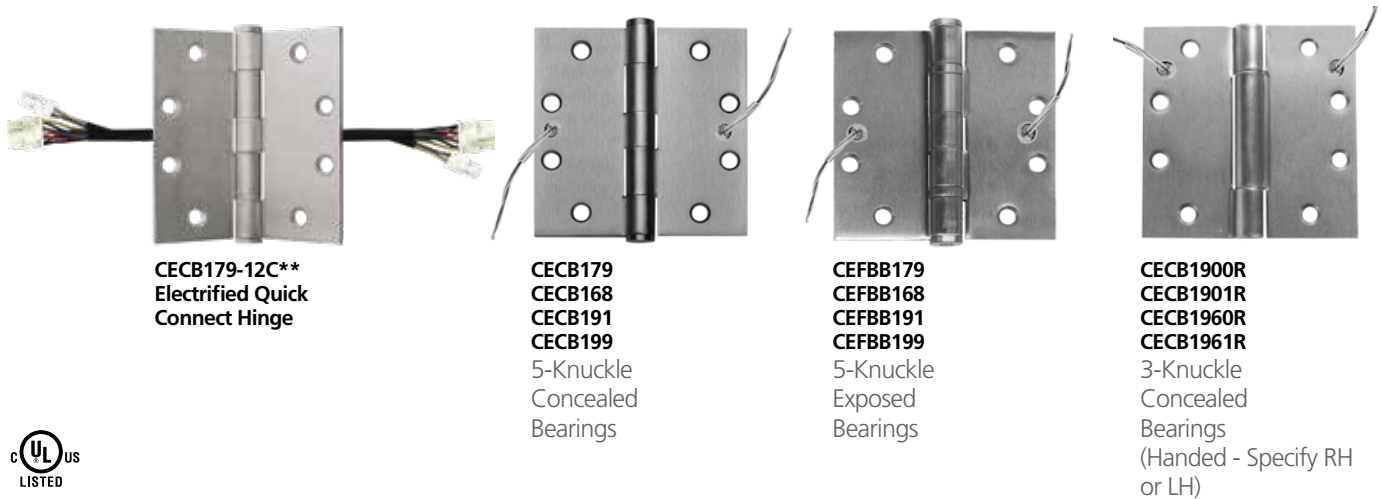 CECB179-12C**
Electrified Quick
Connect Hinge
CECB179
CECB168
CECB191
CECB199
5-Knuckle
Concealed
Bearings
CEFBB179
CEFBB168
CEFBB191
CEFBB199
5-Knuckle
Exposed
Bearings
CECB1900R
CECB1901R
CECB1960R
CECB1961R
3-Knuckle
Concealed
Bearings
(Handed - Specify RH
or LH)
C UL US
®
LISTED